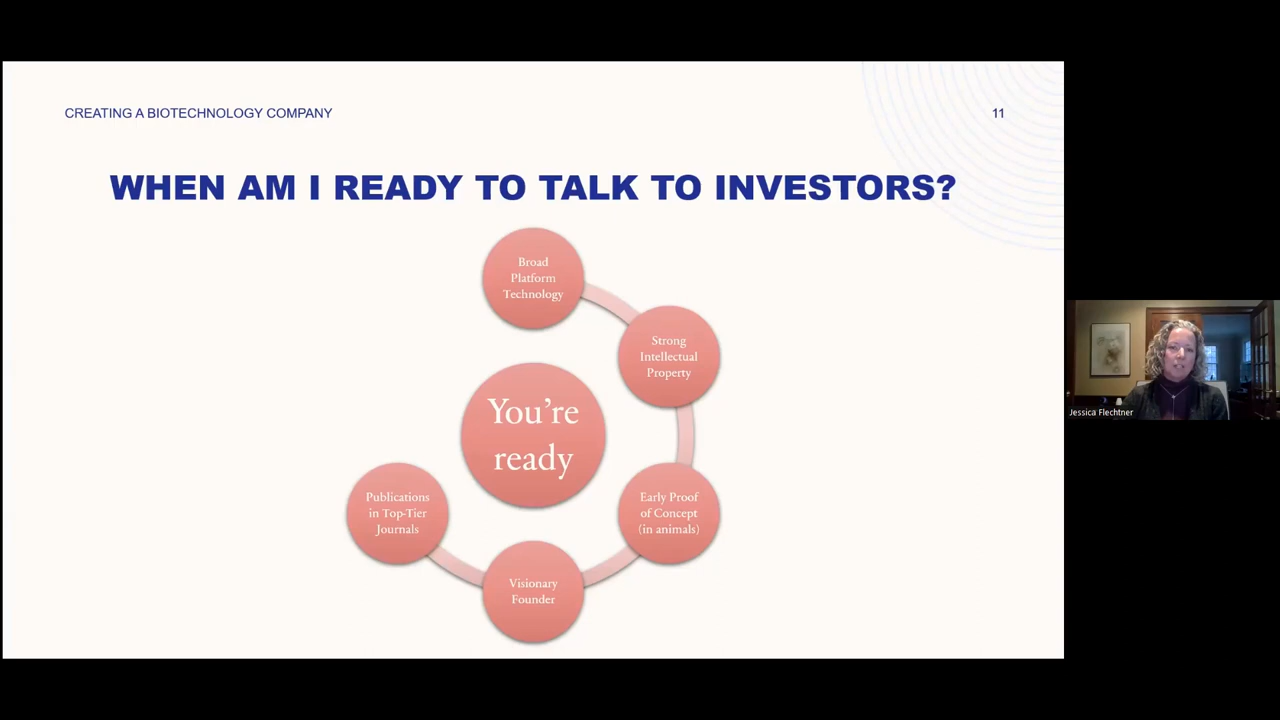 CREATING A BIOTECHNOLOGY COMPANY
11
WHEN AM I READY TO TALK TO INVESTORS?
Broad
Platform
Technology
Strong
Intellectual
Property
You're
ready
Publications
in Top-Tier
Journals
Early Proof
of Concept
(in animals)
Visionary
Founder
Jessica Flechtner